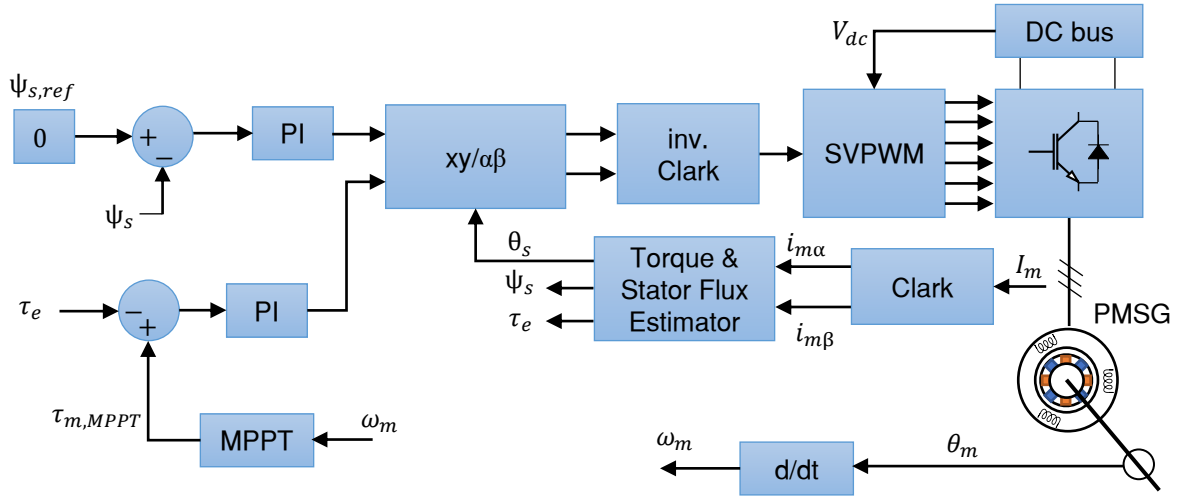 V_dc
DC bus
ψ_s,ref
0
+
−
PI
xy/αβ
inv.
Clark
SVPWM
ψ_s
θ_s
Torque &
Stator Flux
Estimator
ψ_s
τ_e
i_mα
i_mβ
Clark
I_m
PMSG
τ_e
−
+
PI
τ_m,MPPT
MPPT
ω_m
ω_m
d/dt
θ_m